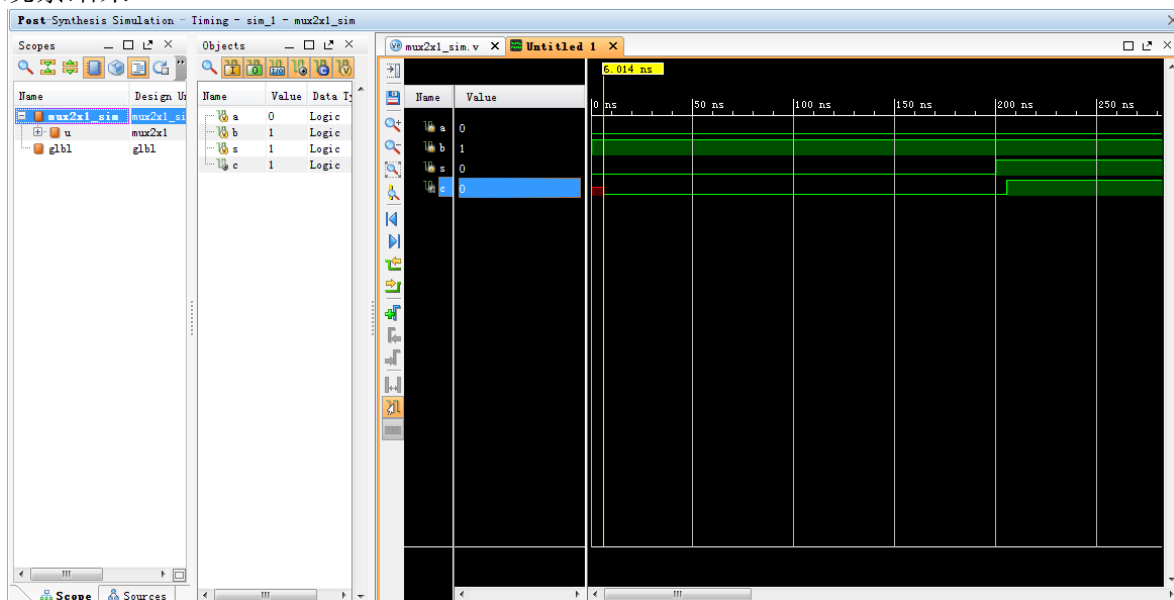 Post-Synthesis Simulation - Timing - sim_1 - mux2x1_sim
Scopes
Name Design Un
mux2x1_sim mux2x1_si
u mux2x1
glbl glbl
Scope Sources
Objects
Name Value Data Ty
a 0 Logic
b 1 Logic
s 1 Logic
c 1 Logic
mux2x1_sim.v Untitled 1
Name Value
a 0
b 1
s 0
c 0
6.014 ns
0 ns 50 ns 100 ns 150 ns 200 ns 250 ns